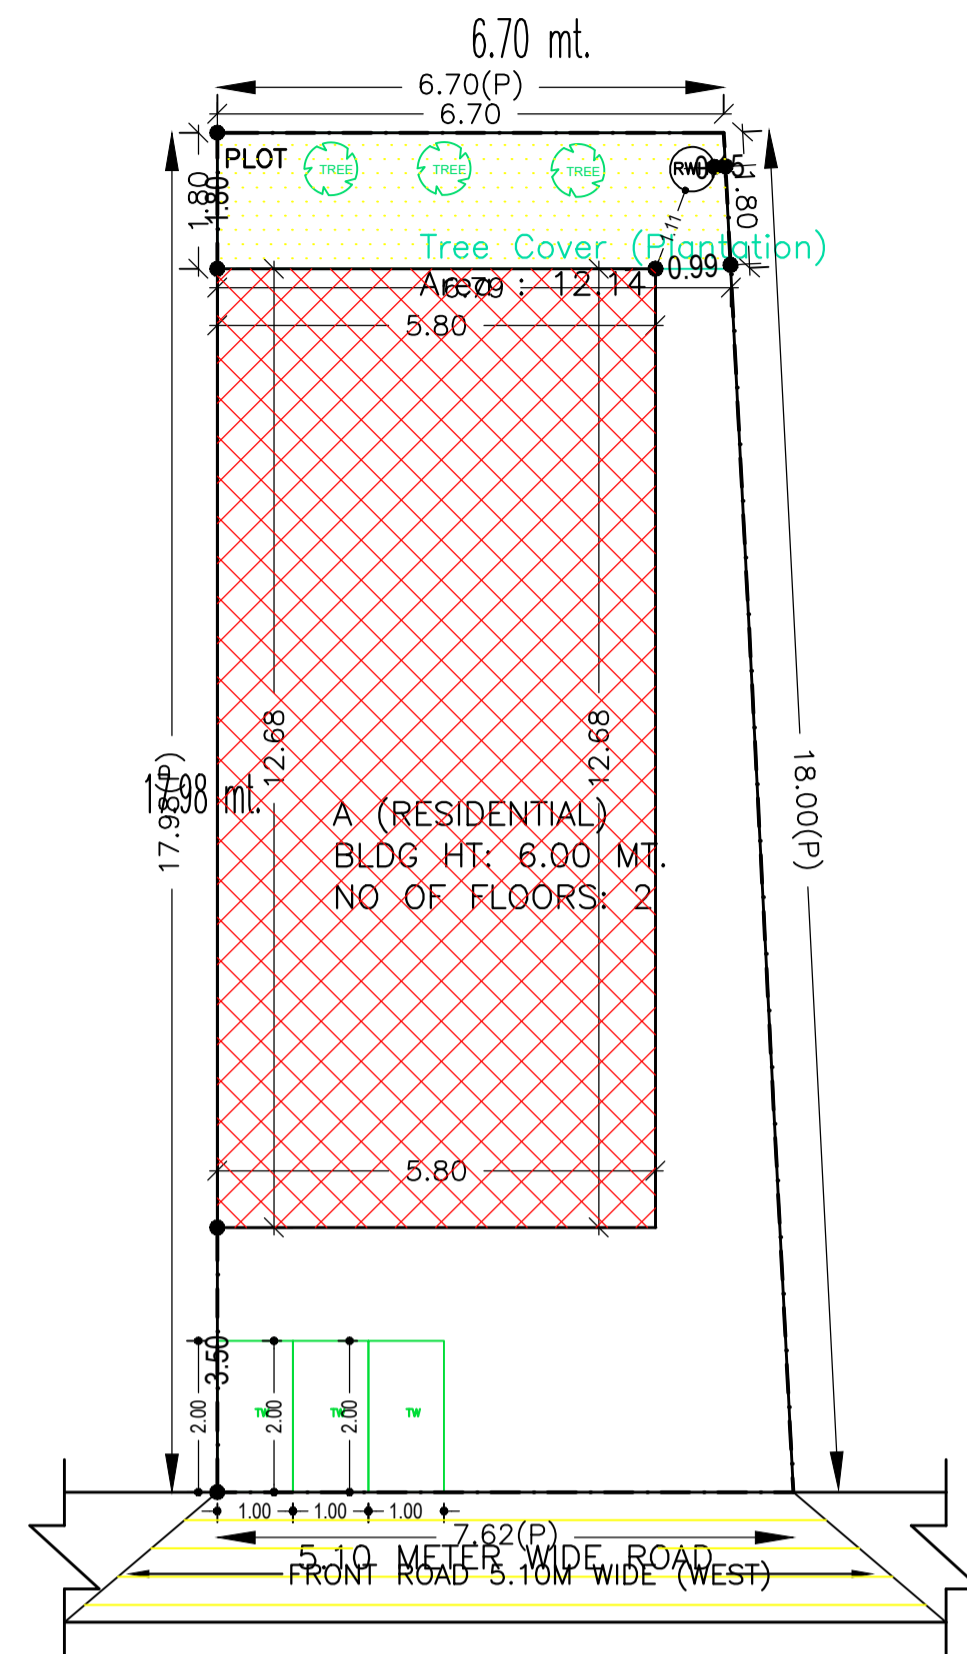 6.70 mt.
6.70(P)
6.70
PLOT
TREE
TREE
TREE
1.80
1.80
1.80
1.11
Tree Cover (Plantation)
Area : 12.14
0.99
6.79
5.80
12.68
12.68
17.98(P)
18.00(P)
A (RESIDENTIAL)
BLDG HT: 6.00 MT.
NO OF FLOORS: 2
5.80
3.50
2.00
2.00
2.00
TW
TW
TW
1.00
1.00
1.00
7.62(P)
5.10 METER WIDE ROAD
FRONT ROAD 5.10M WIDE (WEST)